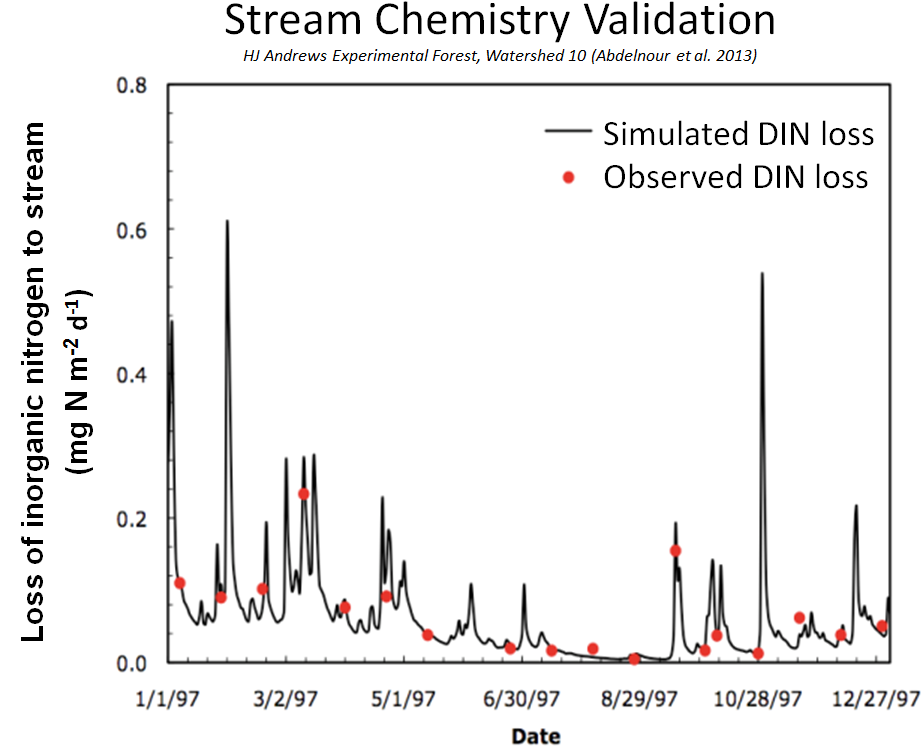 Stream Chemistry Validation
HJ Andrews Experimental Forest, Watershed 10 (Abdelnour et al. 2013)
Loss of inorganic nitrogen to stream
(mg N m-2 d-1)
0.8
0.6
0.4
0.2
0.0
Simulated DIN loss
Observed DIN loss
1/1/97 3/2/97 5/1/97 6/30/97 8/29/97 10/28/97 12/27/97
Date